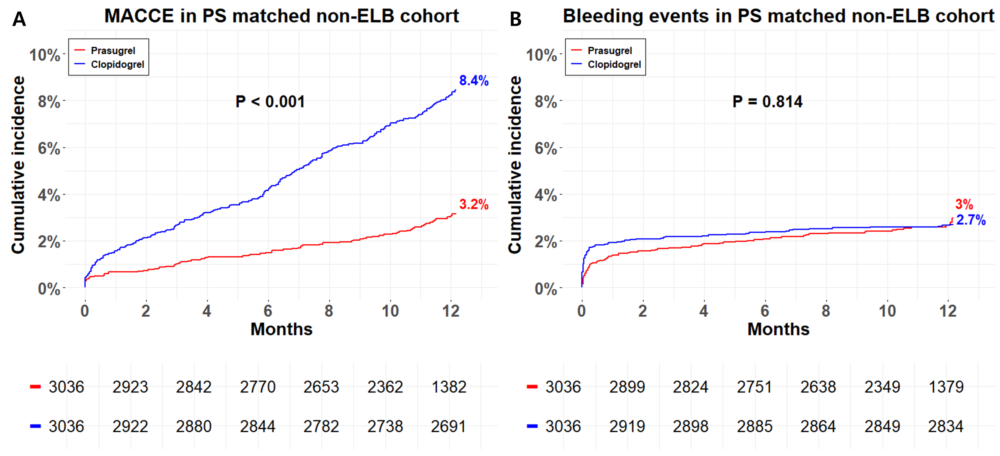 A
MACCE in PS matched non-ELB cohort
Prasugrel
Clopidogrel
Cumulative incidence
10%
8%
6%
4%
2%
0%
P < 0.001
8.4%
3.2%
0 2 4 6 8 10 12
Months
3036 2923 2842 2770 2653 2362 1382
3036 2922 2880 2844 2782 2738 2691
B
Bleeding events in PS matched non-ELB cohort
Prasugrel
Clopidogrel
Cumulative incidence
10%
8%
6%
4%
2%
0%
P = 0.814
3%
2.7%
0 2 4 6 8 10 12
Months
3036 2899 2824 2751 2638 2349 1379
3036 2919 2898 2885 2864 2849 2834